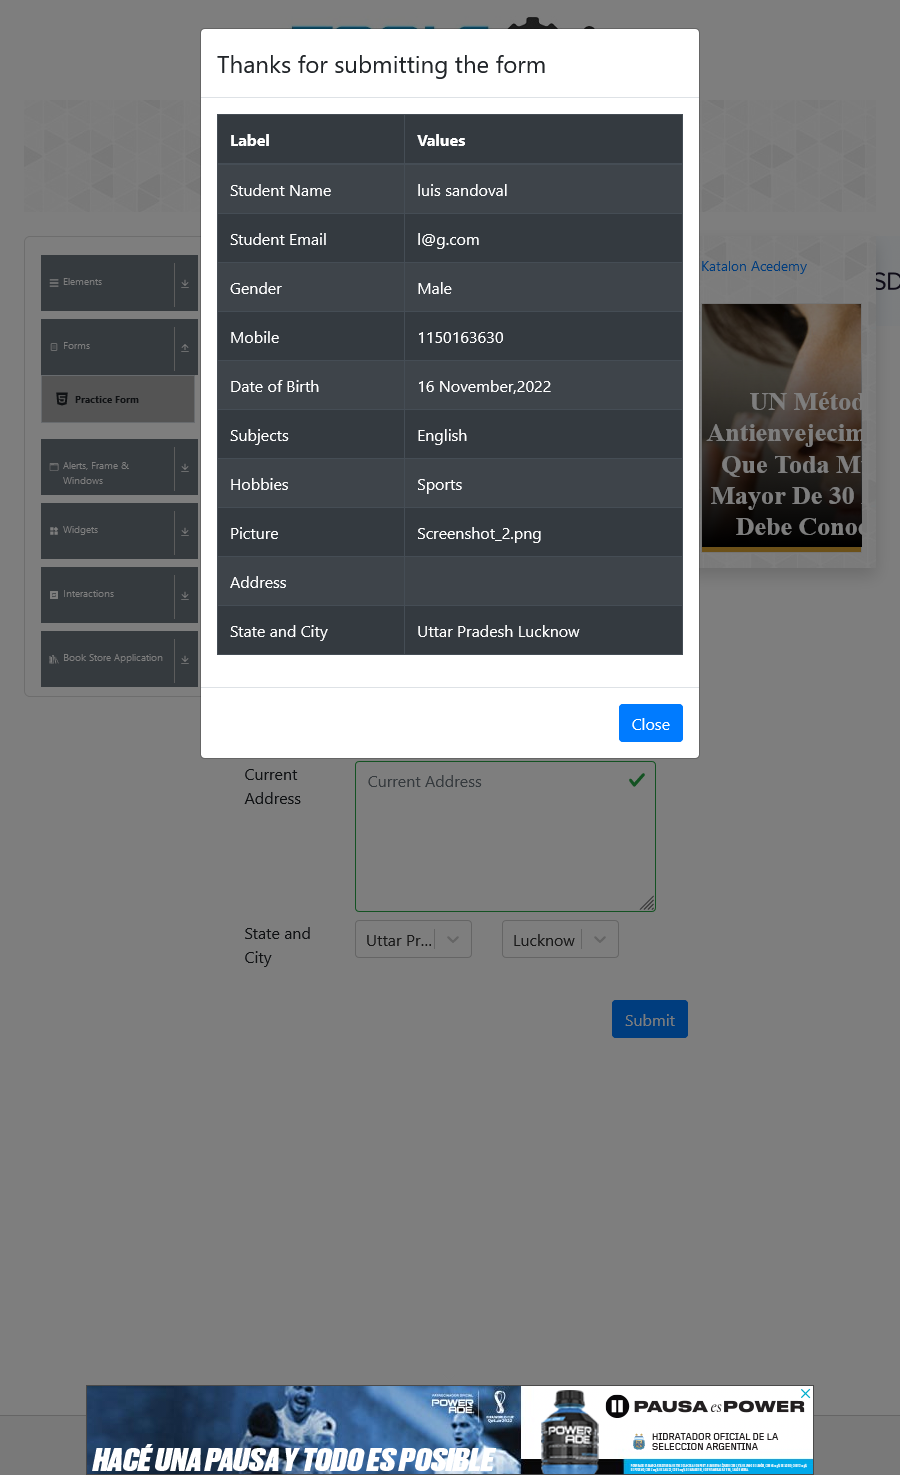 Thanks for submitting the form
Label Values
Student Name luis sandoval
Student Email l@g.com
Gender Male
Mobile 1150163630
Date of Birth 16 November,2022
Subjects English
Hobbies Sports
Picture Screenshot_2.png
Address
State and City Uttar Pradesh Lucknow
Close
Elements
Forms
Practice Form
Alerts, Frame &
Windows
Widgets
Interactions
Book Store Application
Katalon Acedemy
SD
UN Métod
Antienvejecim
Que Toda M
Mayor De 30
Debe Cono
Current
Address
Current Address
State and
City
Uttar Pr... Lucknow
Submit
POWER
ADE
HACÉ UNA PAUSA Y TODO ES POSIBLE
POWER
ADE
PAUSA es POWER
HIDRATADOR OFICIAL DE LA
SELECCION ARGENTINA